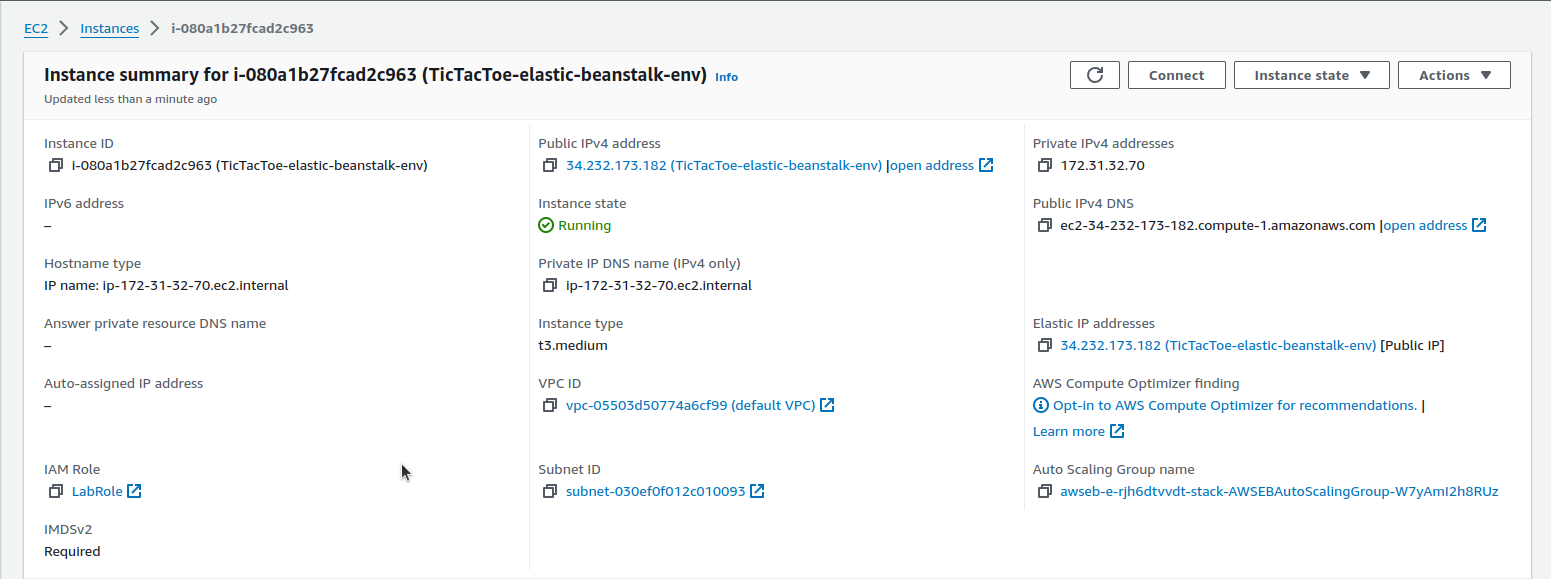 EC2 > Instances > i-080a1b27fcad2c963
Instance summary for i-080a1b27fcad2c963 (TicTacToe-elastic-beanstalk-env) Info
Updated less than a minute ago
Connect
Instance state
Actions
Instance ID
i-080a1b27fcad2c963 (TicTacToe-elastic-beanstalk-env)
Public IPv4 address
34.232.173.182 (TicTacToe-elastic-beanstalk-env) |open address
Private IPv4 addresses
172.31.32.70
IPv6 address
–
Instance state
Running
Public IPv4 DNS
ec2-34-232-173-182.compute-1.amazonaws.com |open address
Hostname type
IP name: ip-172-31-32-70.ec2.internal
Private IP DNS name (IPv4 only)
ip-172-31-32-70.ec2.internal
Answer private resource DNS name
–
Instance type
t3.medium
Elastic IP addresses
34.232.173.182 (TicTacToe-elastic-beanstalk-env) [Public IP]
Auto-assigned IP address
–
VPC ID
vpc-05503d50774a6cf99 (default VPC)
AWS Compute Optimizer finding
Opt-in to AWS Compute Optimizer for recommendations. |
Learn more
IAM Role
LabRole
Subnet ID
subnet-030ef0f012c010093
Auto Scaling Group name
awseb-e-rjh6dtvvdt-stack-AWSEBAutoScalingGroup-W7yAmI2h8RUz
IMDSv2
Required